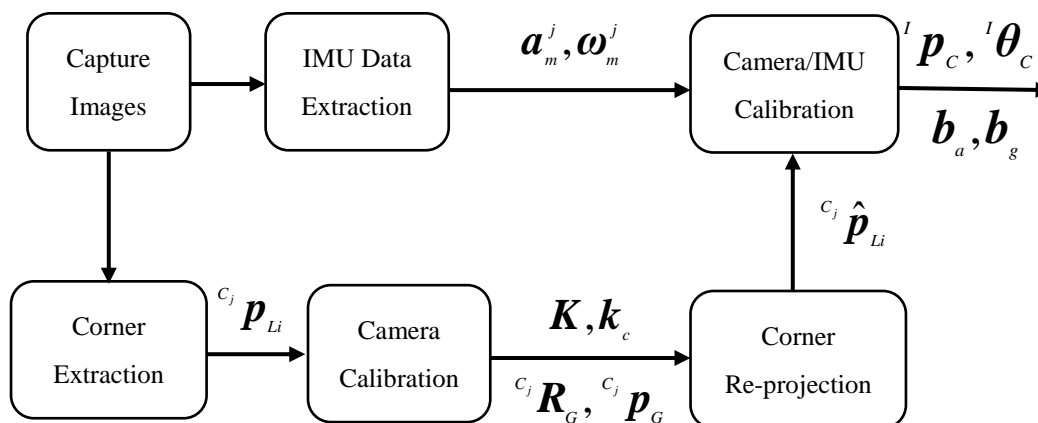 Capture
Images
IMU Data
Extraction
a_m^j, ω_m^j
Camera/IMU
Calibration
^I p_C, ^I θ_C
b_a, b_g
^{C_j} p̂_{Li}
Corner
Extraction
^{C_j} p_{Li}
Camera
Calibration
K, k_c
^{C_j} R_G, ^{C_j} p_G
Corner
Re-projection